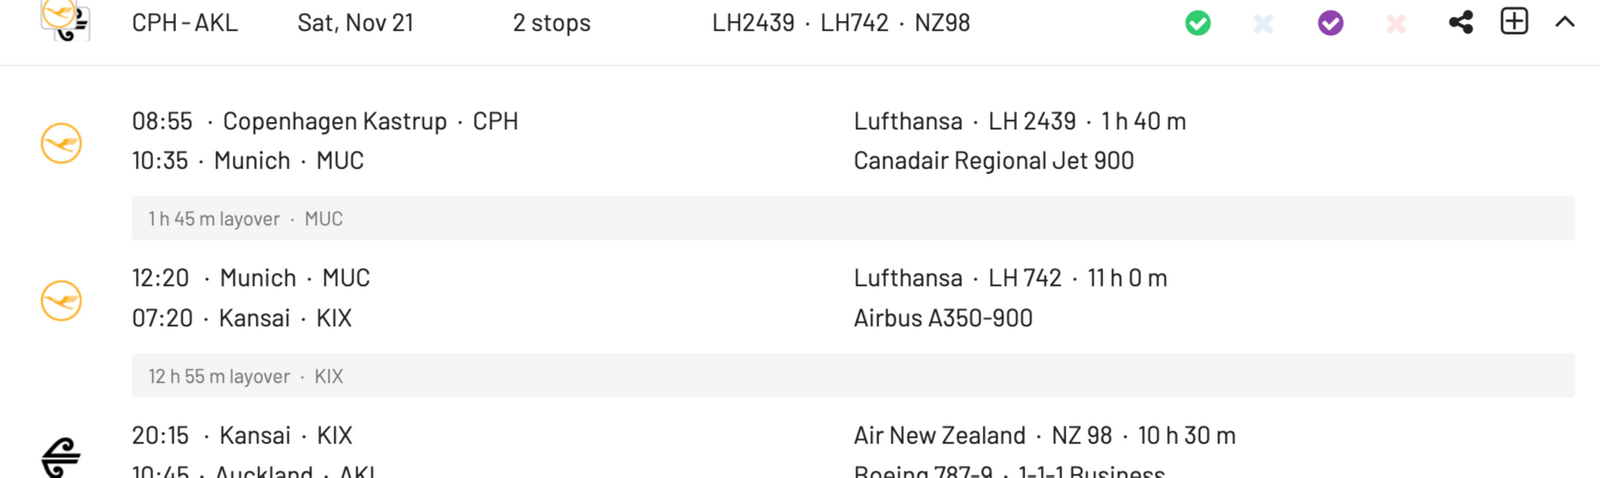 CPH - AKL Sat, Nov 21 2 stops LH2439 · LH742 · NZ98
08:55 · Copenhagen Kastrup · CPH Lufthansa · LH 2439 · 1 h 40 m
10:35 · Munich · MUC Canadair Regional Jet 900
1 h 45 m layover · MUC
12:20 · Munich · MUC Lufthansa · LH 742 · 11 h 0 m
07:20 · Kansai · KIX Airbus A350-900
12 h 55 m layover · KIX
20:15 · Kansai · KIX Air New Zealand · NZ 98 · 10 h 30 m
10:45 · Auckland · AKL Boeing 787-9 · 1-1-1 Business